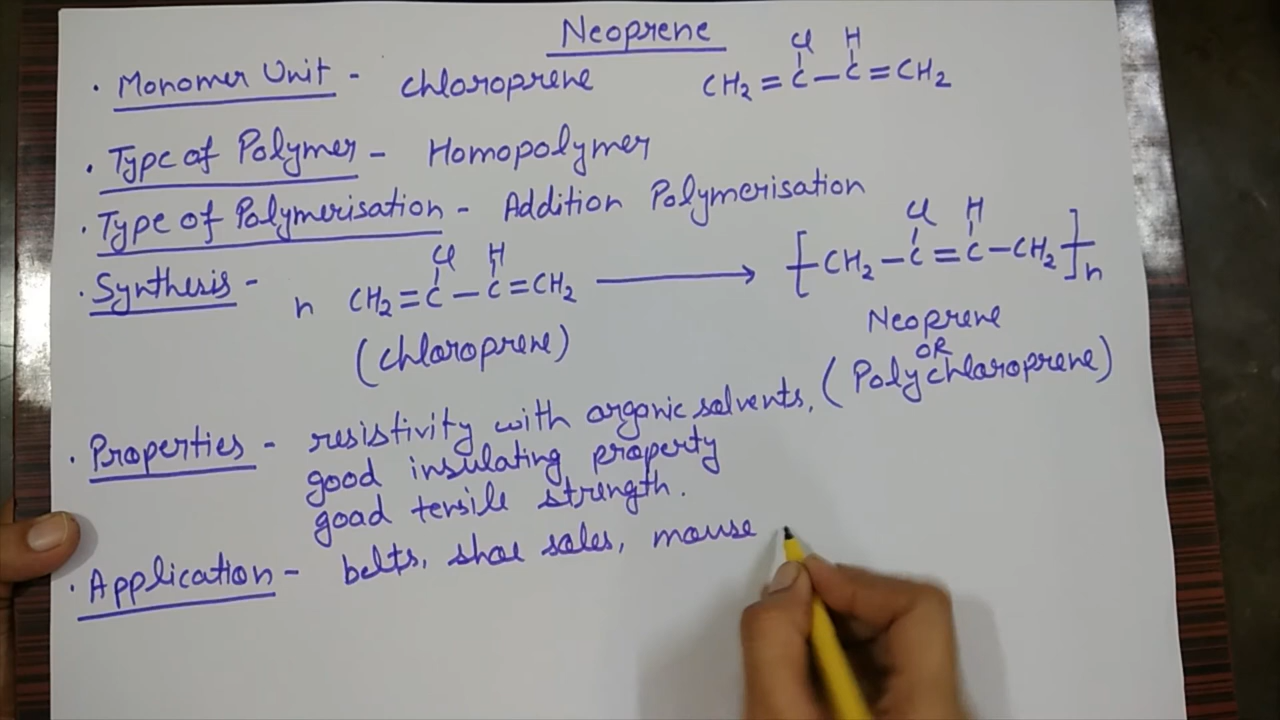 Neoprene
· Monomer Unit - chloroprene CH2=C-C=CH2
Cl H
· Type of Polymer - Homopolymer
· Type of Polymerisation - Addition Polymerisation
· Synthesis - n CH2=C-C=CH2 ⟶ [-CH2-C=C-CH2-]n
Cl H Cl H
(chloroprene) Neoprene
OR
(Polychloroprene)
· Properties - resistivity with organic solvents,
good insulating property
good tensile strength.
· Application - belts, shoe soles, mouse